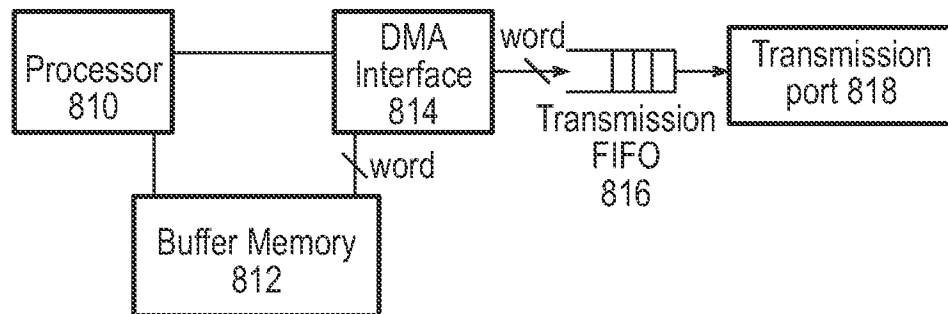 Processor
810
DMA
Interface
814
word
Transmission
FIFO
816
Transmission
port 818
word
Buffer Memory
812